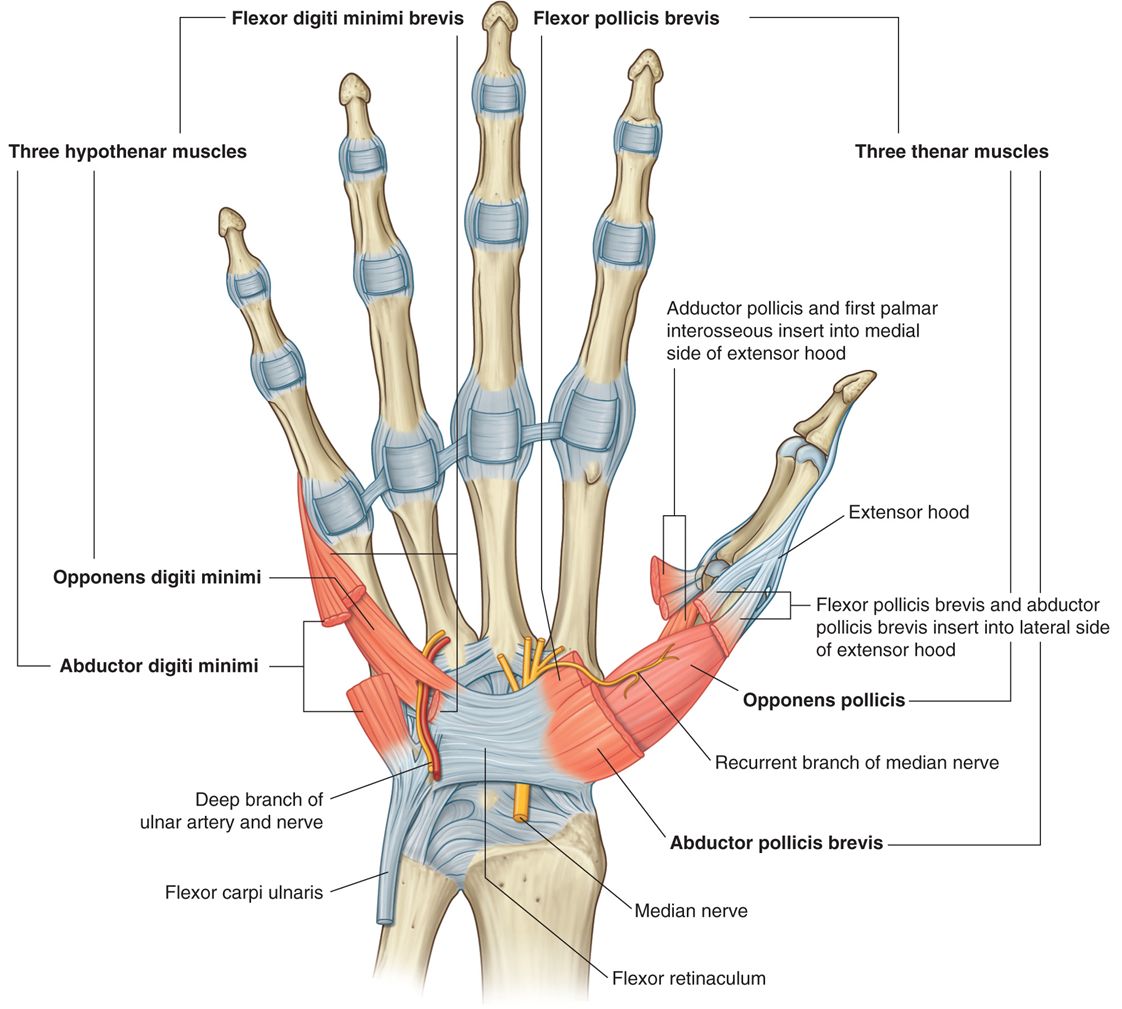 Flexor digiti minimi brevis
Flexor pollicis brevis
Three hypothenar muscles
Three thenar muscles
Adductor pollicis and first palmar
interosseous insert into medial
side of extensor hood
Extensor hood
Opponens digiti minimi
Flexor pollicis brevis and abductor
pollicis brevis insert into lateral side
of extensor hood
Abductor digiti minimi
Opponens pollicis
Recurrent branch of median nerve
Deep branch of
ulnar artery and nerve
Abductor pollicis brevis
Flexor carpi ulnaris
Median nerve
Flexor retinaculum